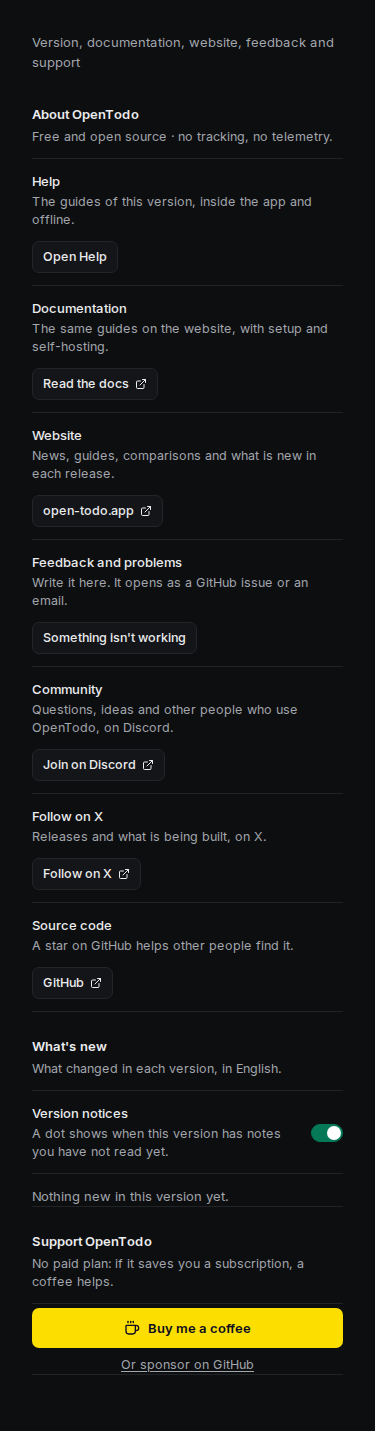 Version, documentation, website, feedback and
support
About OpenTodo
Free and open source · no tracking, no telemetry.
Help
The guides of this version, inside the app and
offline.
Open Help
Documentation
The same guides on the website, with setup and
self-hosting.
Read the docs
Website
News, guides, comparisons and what is new in
each release.
open-todo.app
Feedback and problems
Write it here. It opens as a GitHub issue or an
email.
Something isn't working
Community
Questions, ideas and other people who use
OpenTodo, on Discord.
Join on Discord
Follow on X
Releases and what is being built, on X.
Follow on X
Source code
A star on GitHub helps other people find it.
GitHub
What's new
What changed in each version, in English.
Version notices
A dot shows when this version has notes
you have not read yet.
Nothing new in this version yet.
Support OpenTodo
No paid plan: if it saves you a subscription, a
coffee helps.
Buy me a coffee
Or sponsor on GitHub